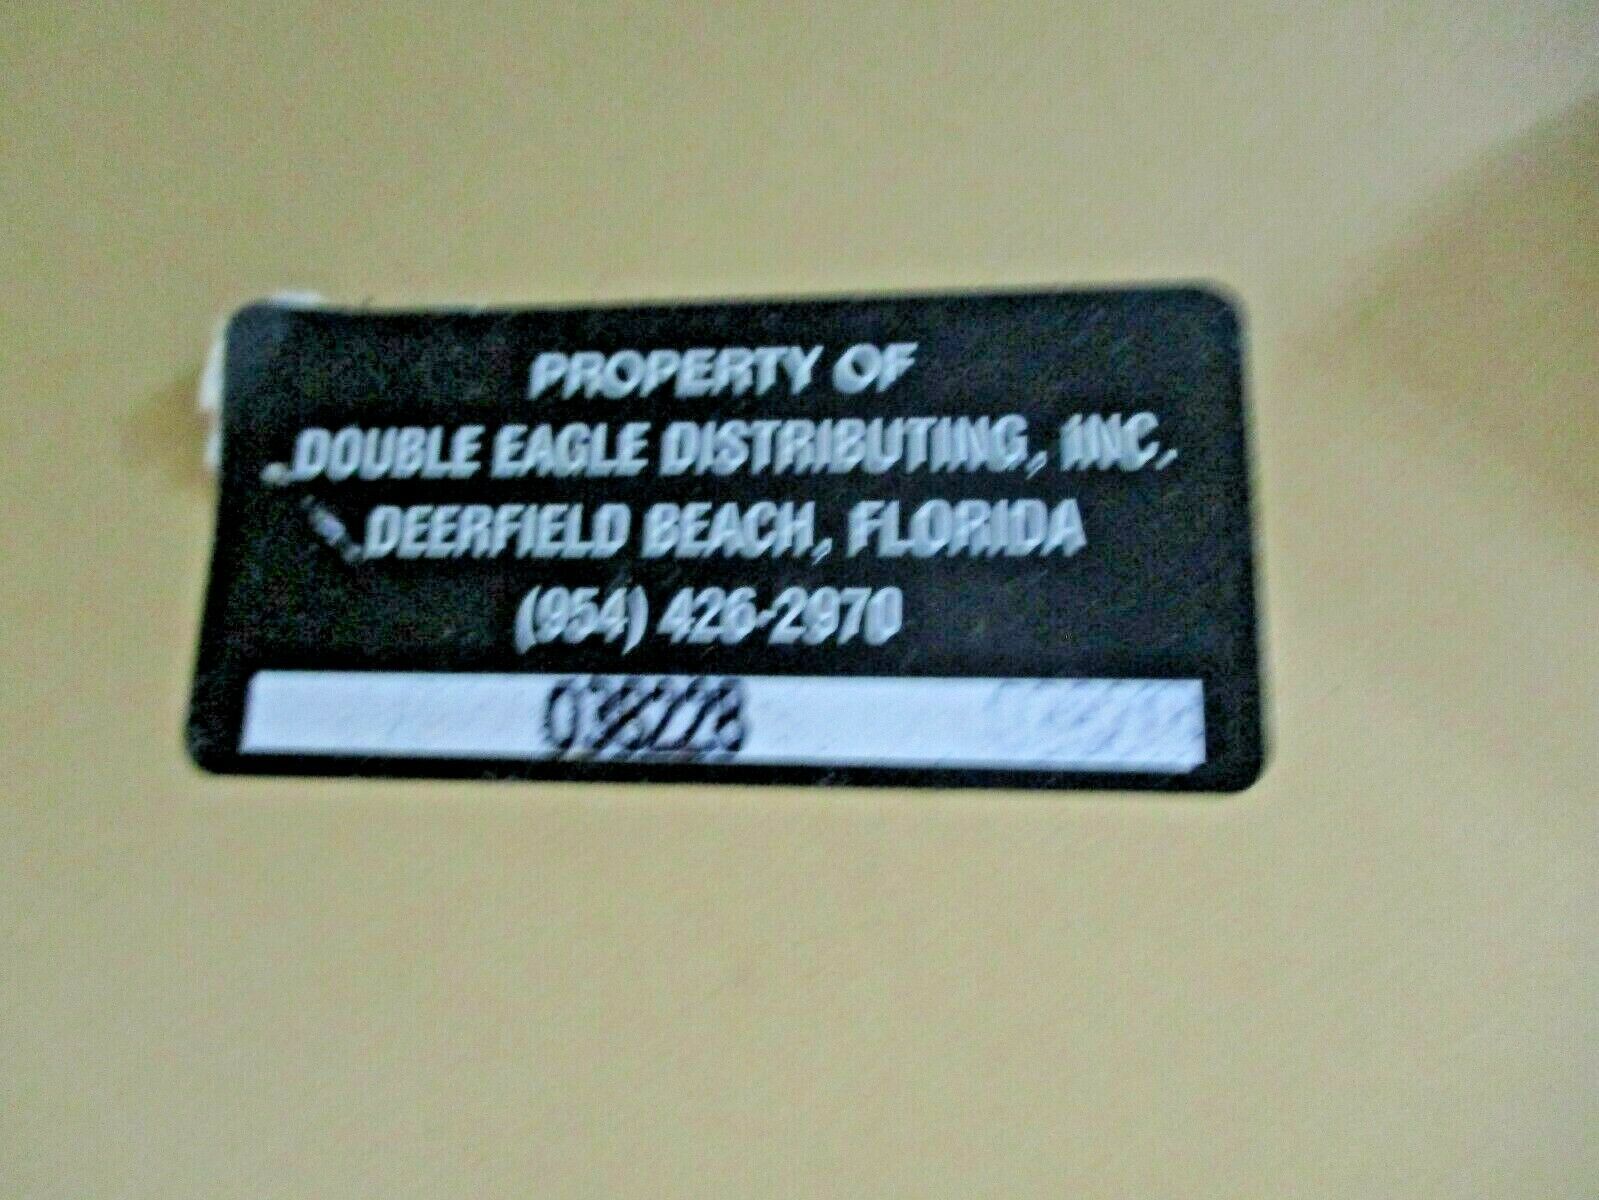 PROPERTY OF
DOUBLE EAGLE DISTRIBUTING, INC.
DEERFIELD BEACH, FLORIDA
(954) 426-2970